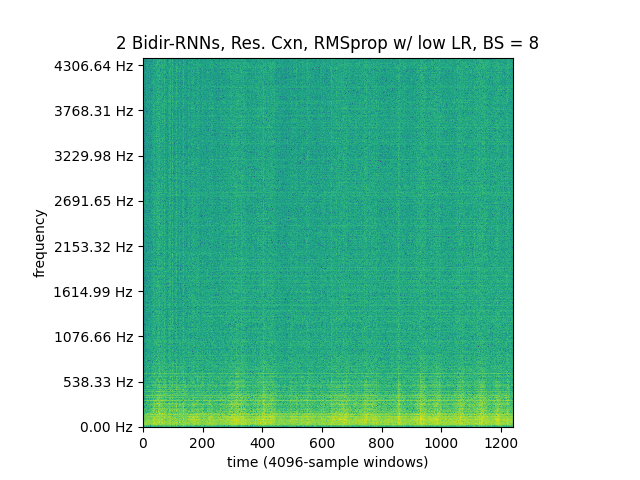 2 Bidir-RNNs, Res. Cxn, RMSprop w/ low LR, BS = 8
4306.64 Hz
3768.31 Hz
3229.98 Hz
2691.65 Hz
2153.32 Hz
1614.99 Hz
1076.66 Hz
538.33 Hz
0.00 Hz
frequency
0 200 400 600 800 1000 1200
time (4096-sample windows)